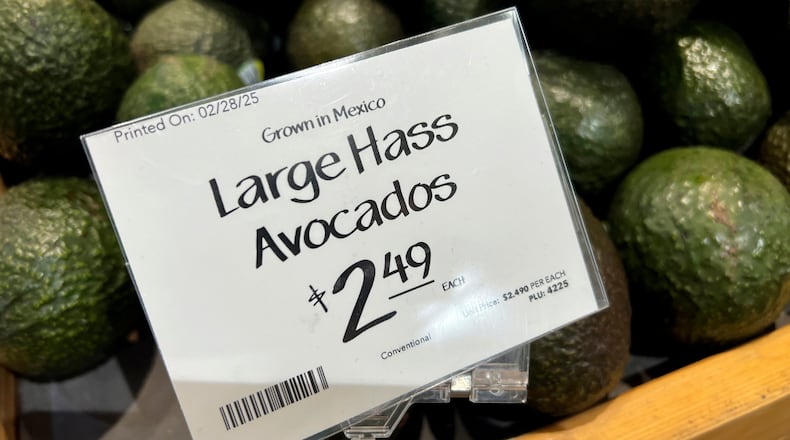 Printed On: 02/28/25
Grown in Mexico
Large Hass
Avocados
$2.49 EACH
Unit Price: $2.490 PER EACH
PLU: 4225
Conventional